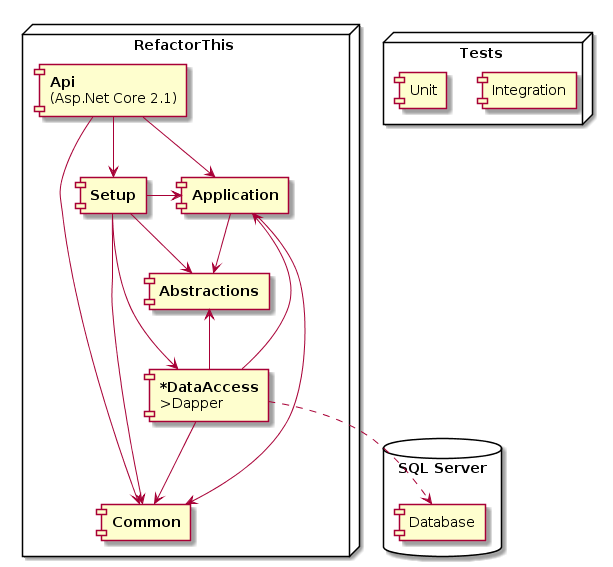 RefactorThis
Tests
Api
(Asp.Net Core 2.1)
Unit
Integration
Setup
Application
Abstractions
*DataAccess
>Dapper
SQL Server
Common
Database